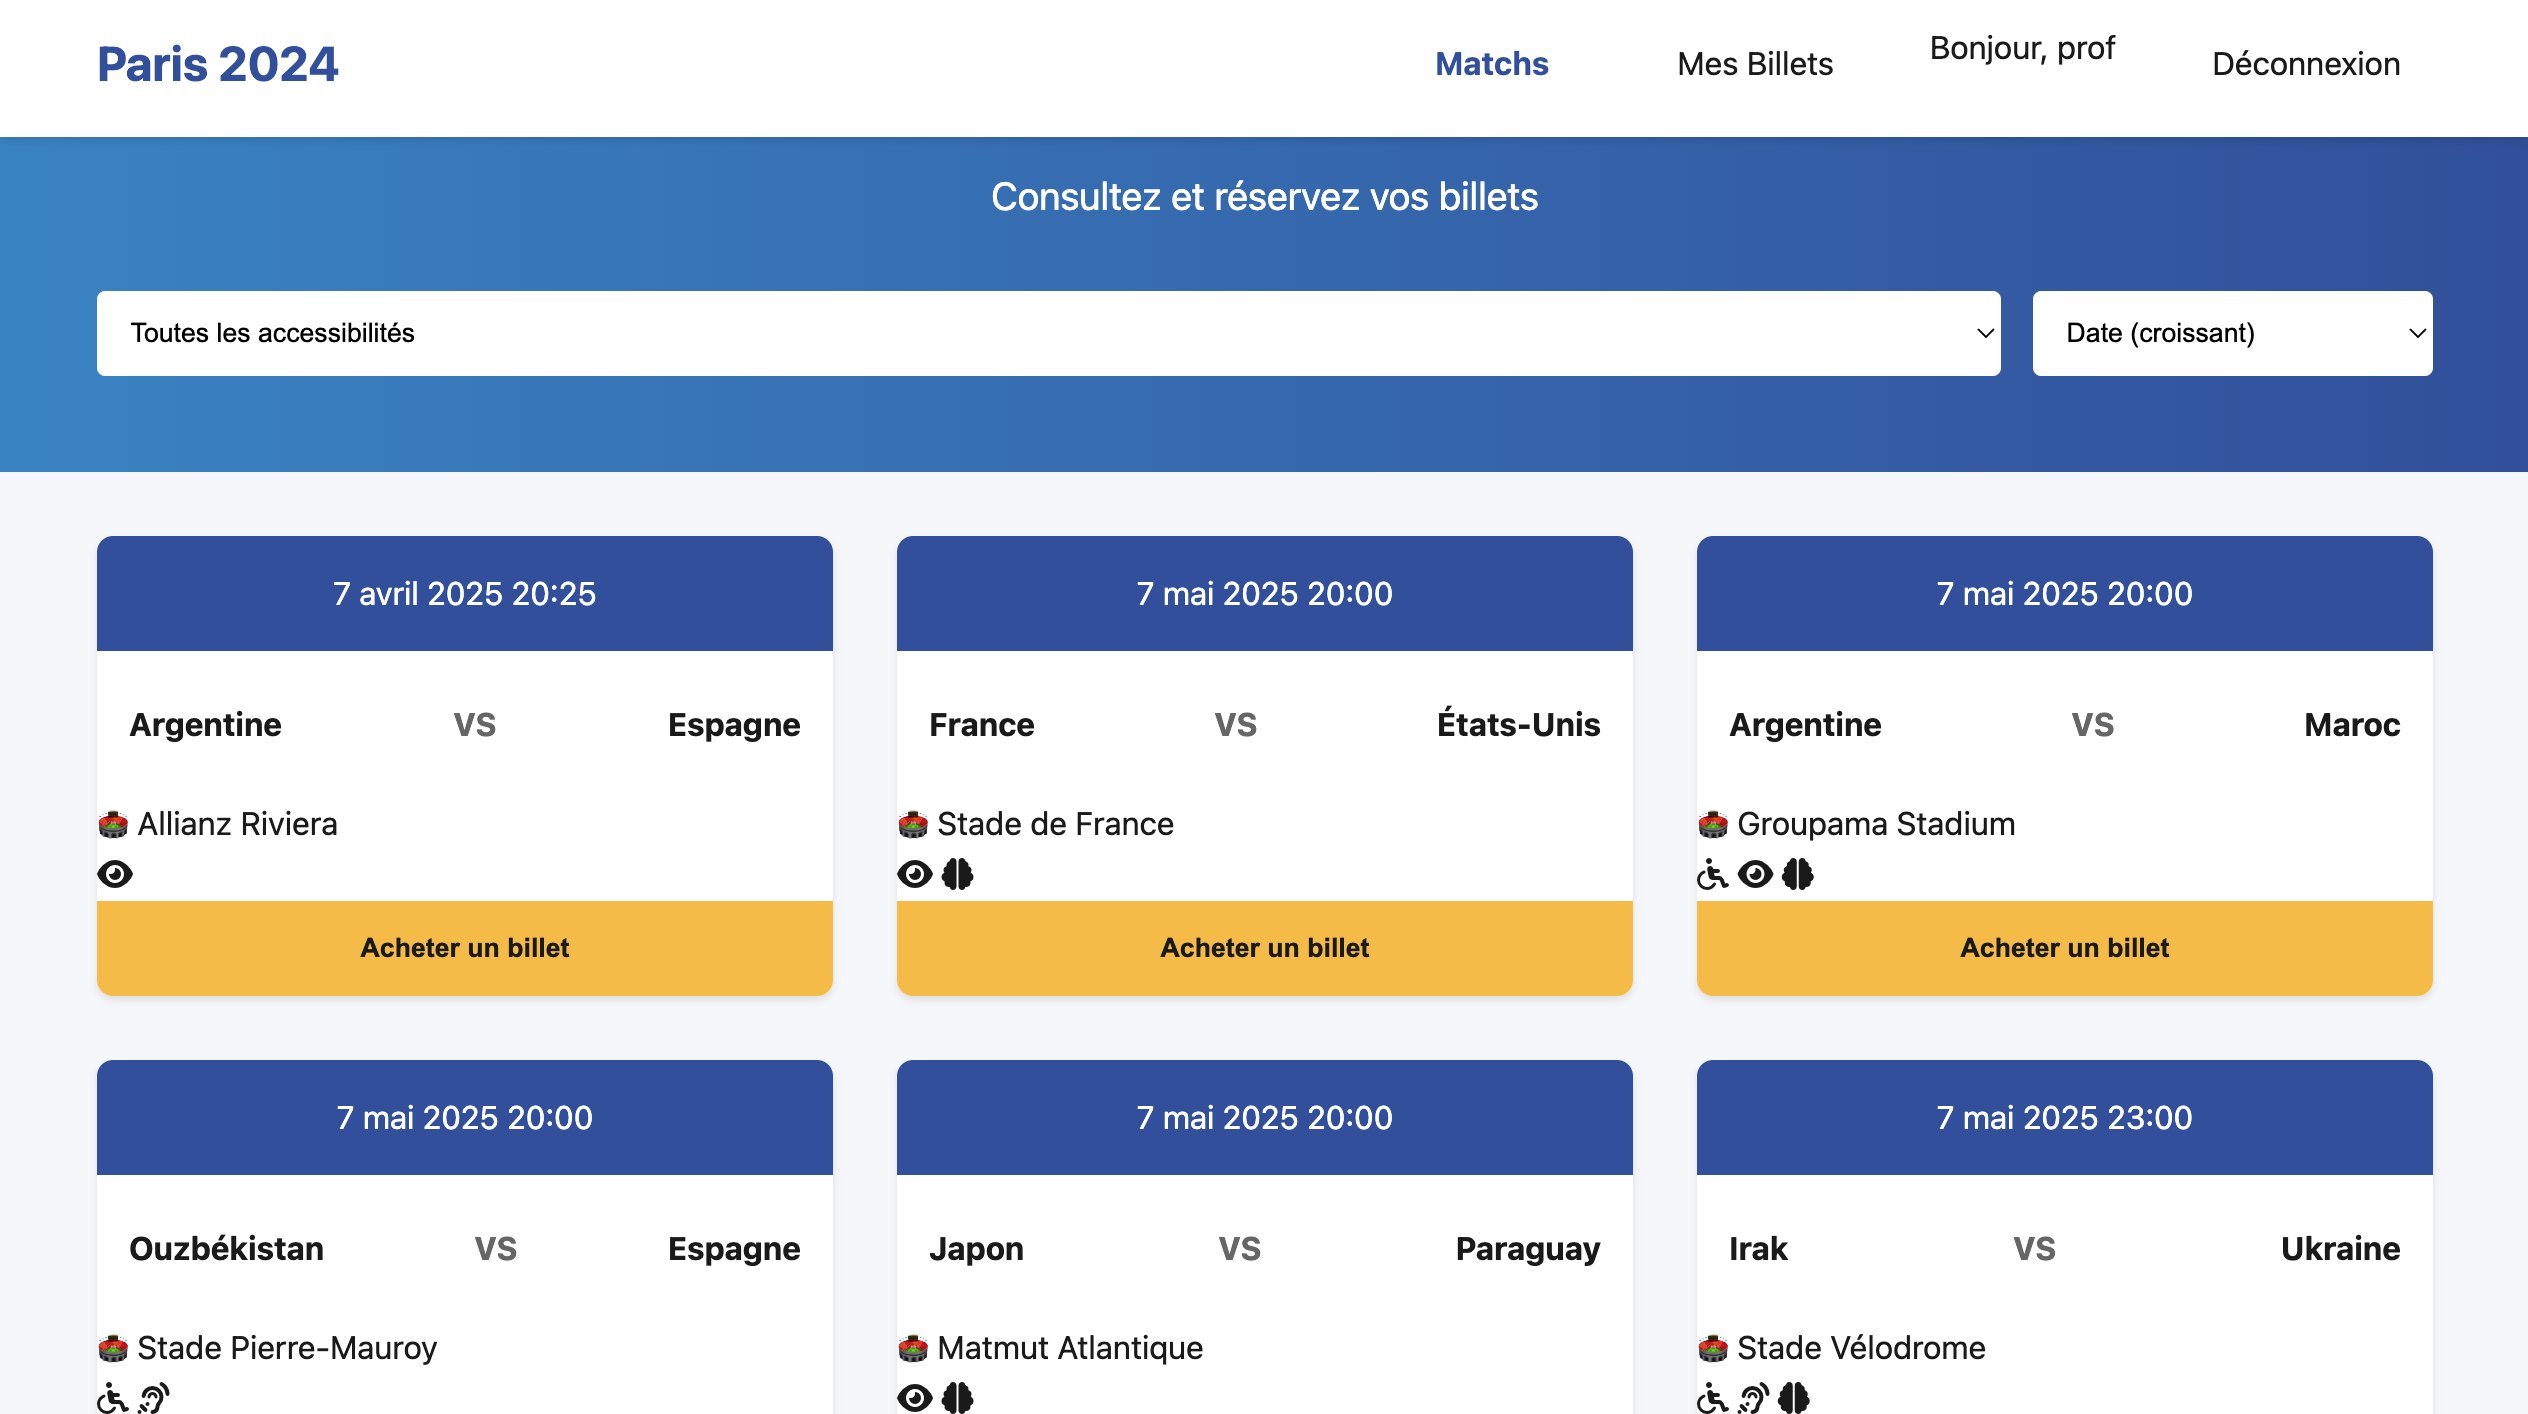 Paris 2024
Matchs
Mes Billets
Bonjour, prof
Déconnexion
Consultez et réservez vos billets
Toutes les accessibilités
Date (croissant)
7 avril 2025 20:25
Argentine VS Espagne
Allianz Riviera
Acheter un billet
7 mai 2025 20:00
France VS États-Unis
Stade de France
Acheter un billet
7 mai 2025 20:00
Argentine VS Maroc
Groupama Stadium
Acheter un billet
7 mai 2025 20:00
Ouzbékistan VS Espagne
Stade Pierre-Mauroy
7 mai 2025 20:00
Japon VS Paraguay
Matmut Atlantique
7 mai 2025 23:00
Irak VS Ukraine
Stade Vélodrome